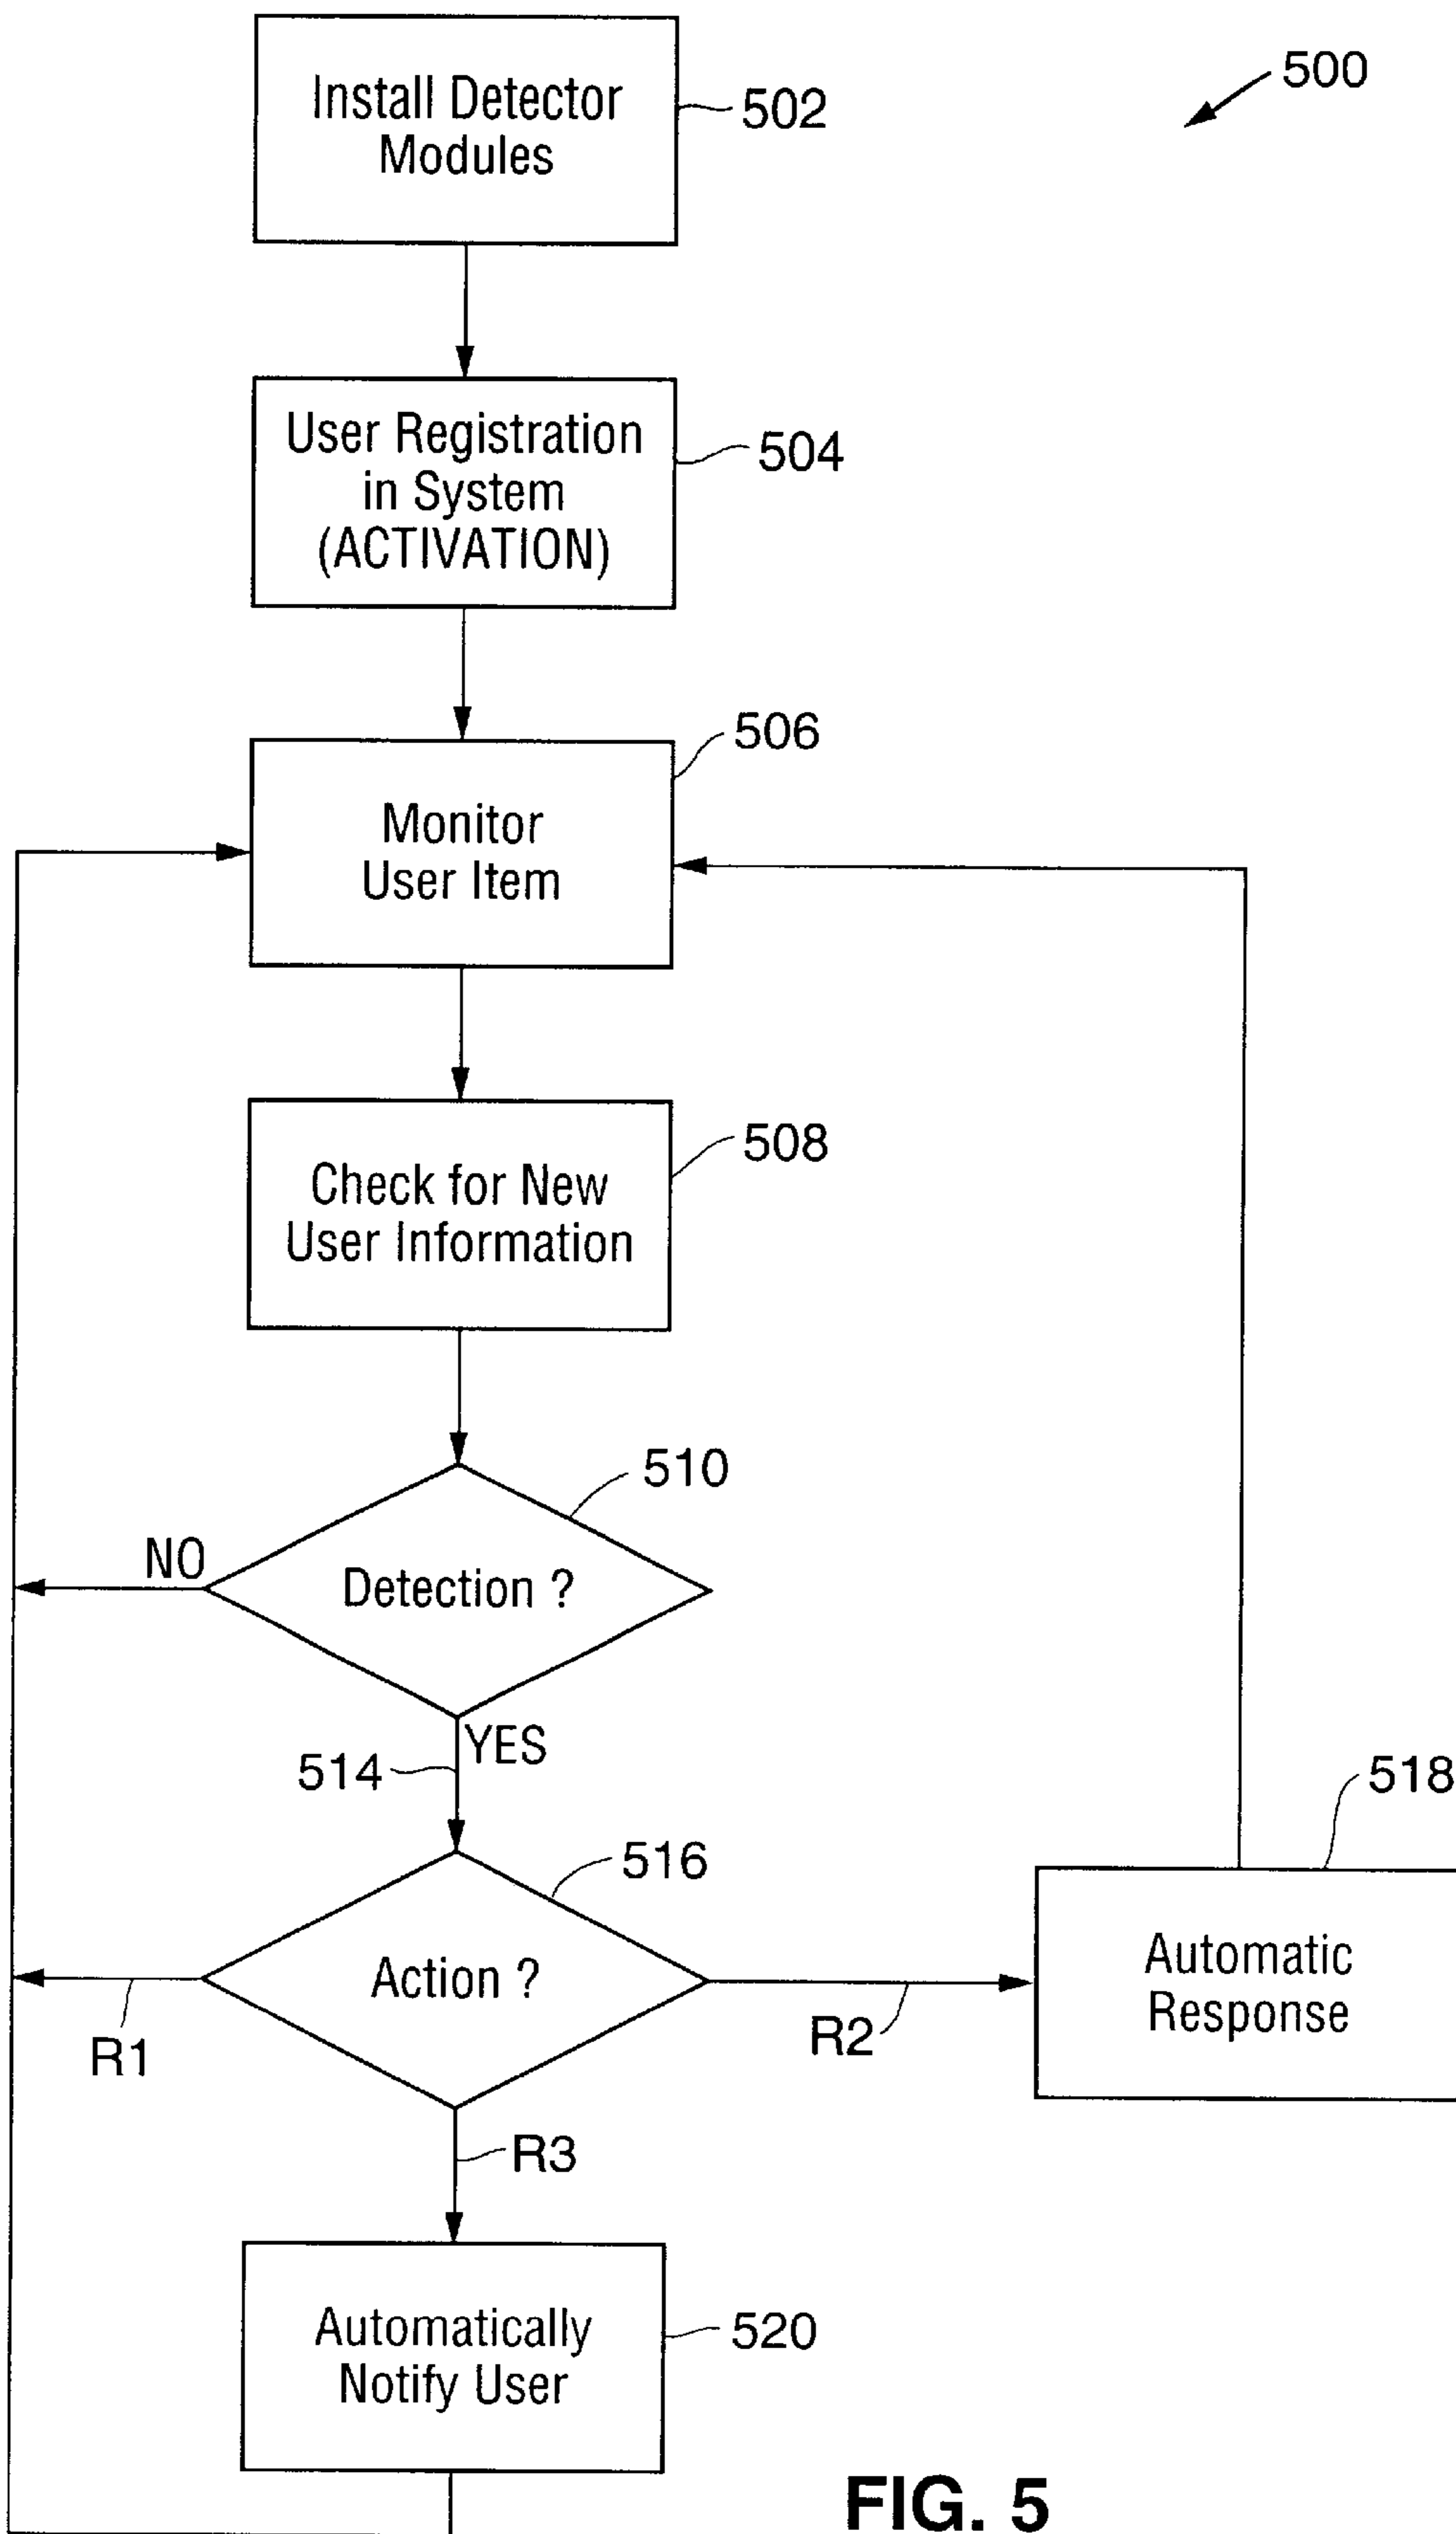 500
Install Detector
Modules
502
User Registration
in System
(ACTIVATION)
504
506
Monitor
User Item
508
Check for New
User Information
510
NO
Detection ?
YES
514
518
516
Action ?
Automatic
Response
R1
R2
R3
Automatically
Notify User
520
FIG. 5